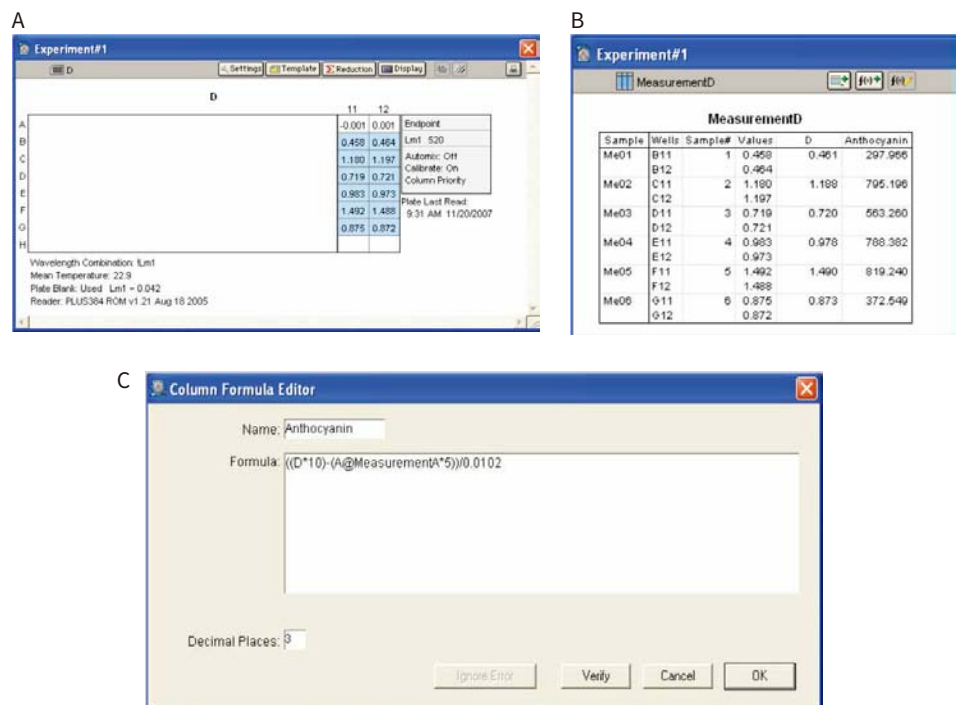 A
Experiment#1
D
Settings Template Reduction Display
D
11 12
A -0.001 0.001
B 0.458 0.464
C 1.180 1.197
D 0.719 0.721
E 0.983 0.973
F 1.492 1.488
G 0.875 0.872
H
Endpoint
Lm1 520
Automix: Off
Calibrate: On
Column Priority
Plate Last Read:
9:31 AM 11/20/2007
Wavelength Combination: !Lm1
Mean Temperature: 22.9
Plate Blank: Used Lm1 = 0.042
Reader: PLUS384 ROM v1.21 Aug 18 2005
B
Experiment#1
MeasurementD
MeasurementD
Sample Wells Sample# Values D Anthocyanin
Me01 B11 1 0.458 0.461 297.966
B12 0.464
Me02 C11 2 1.180 1.188 795.196
C12 1.197
Me03 D11 3 0.719 0.720 563.260
D12 0.721
Me04 E11 4 0.983 0.978 788.382
E12 0.973
Me05 F11 5 1.492 1.490 819.240
F12 1.488
Me06 G11 6 0.875 0.873 372.549
G12 0.872
C
Column Formula Editor
Name: Anthocyanin
Formula: ((D*10)-(A@MeasurementA*5))/0.0102
Decimal Places: 3
Ignore Error Verify Cancel OK